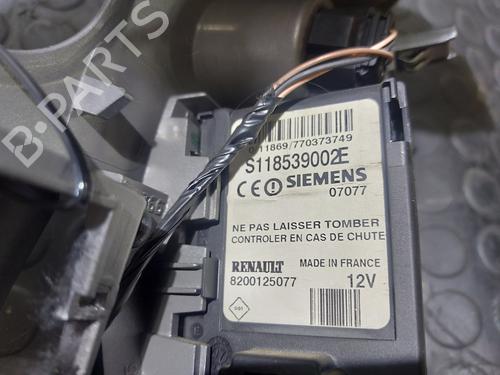 B-PARTS
11869/770373749
S118539002E
CE SIEMENS
07077
NE PAS LAISSER TOMBER
CONTROLER EN CAS DE CHUTE
RENAULT MADE IN FRANCE
8200125077 12V